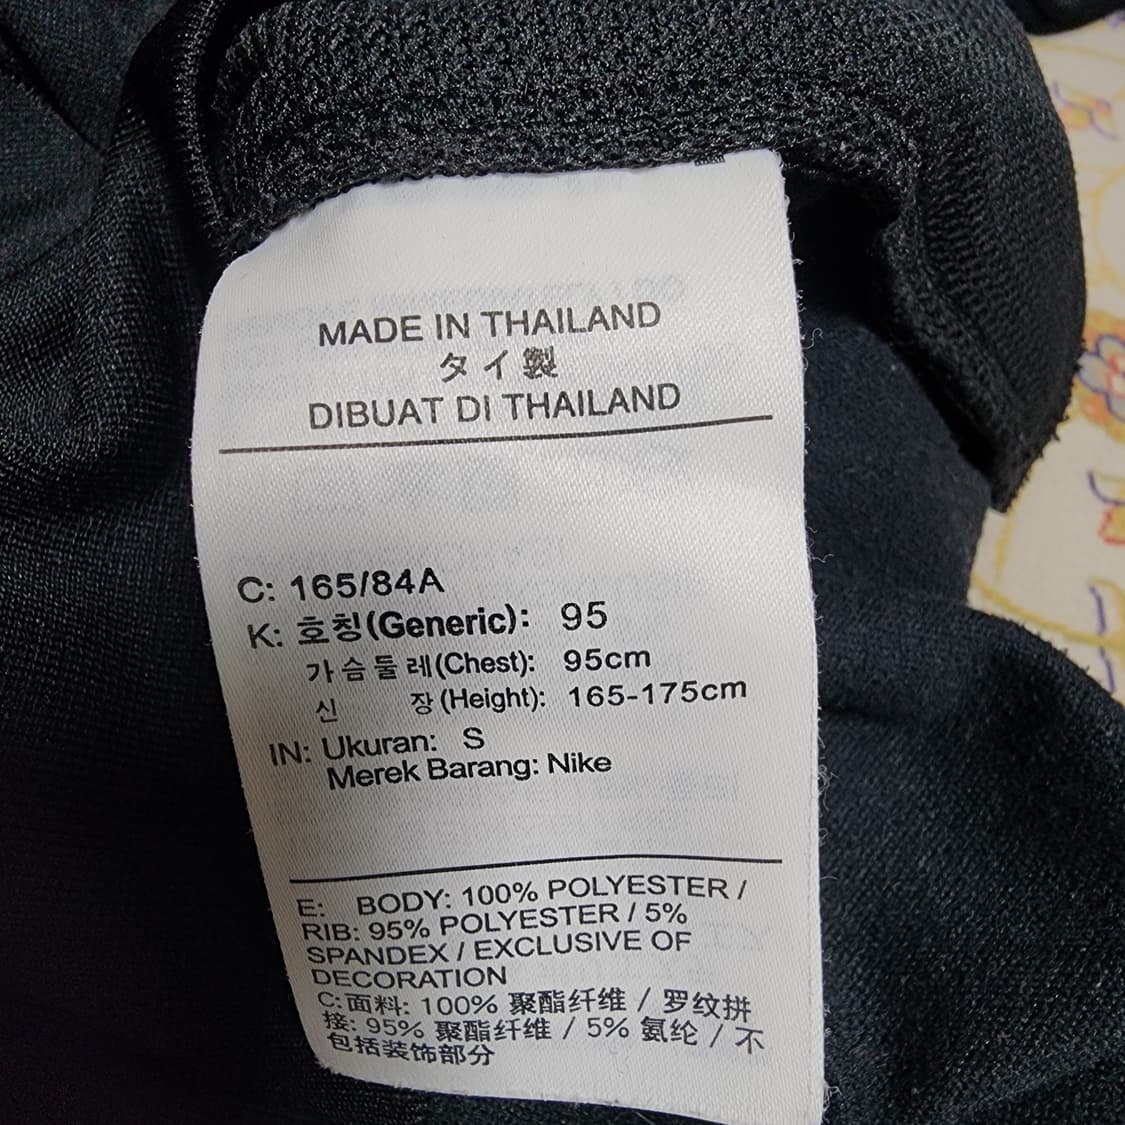 MADE IN THAILAND
タイ製
DIBUAT DI THAILAND
C: 165/84A
K: 호칭(Generic): 95
가슴둘레(Chest): 95cm
신 장(Height): 165-175cm
IN: Ukuran: S
Merek Barang: Nike
E: BODY: 100% POLYESTER /
RIB: 95% POLYESTER / 5%
SPANDEX / EXCLUSIVE OF
DECORATION
C:面料: 100% 聚酯纤维 / 罗纹拼
接: 95% 聚酯纤维 / 5% 氨纶 / 不
包括装饰部分